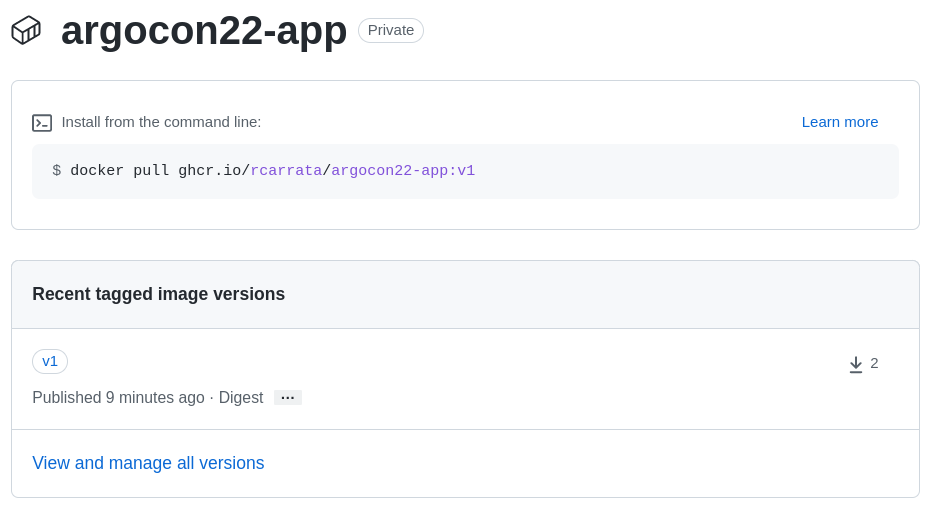 argocon22-app Private
Install from the command line: Learn more
$ docker pull ghcr.io/rcarrata/argocon22-app:v1
Recent tagged image versions
v1 2
Published 9 minutes ago · Digest ···
View and manage all versions